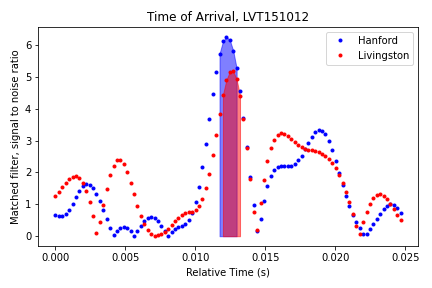 Time of Arrival, LVT151012
Hanford
Livingston
Matched filter, signal to noise ratio
6
5
4
3
2
1
0
0.000 0.005 0.010 0.015 0.020 0.025
Relative Time (s)